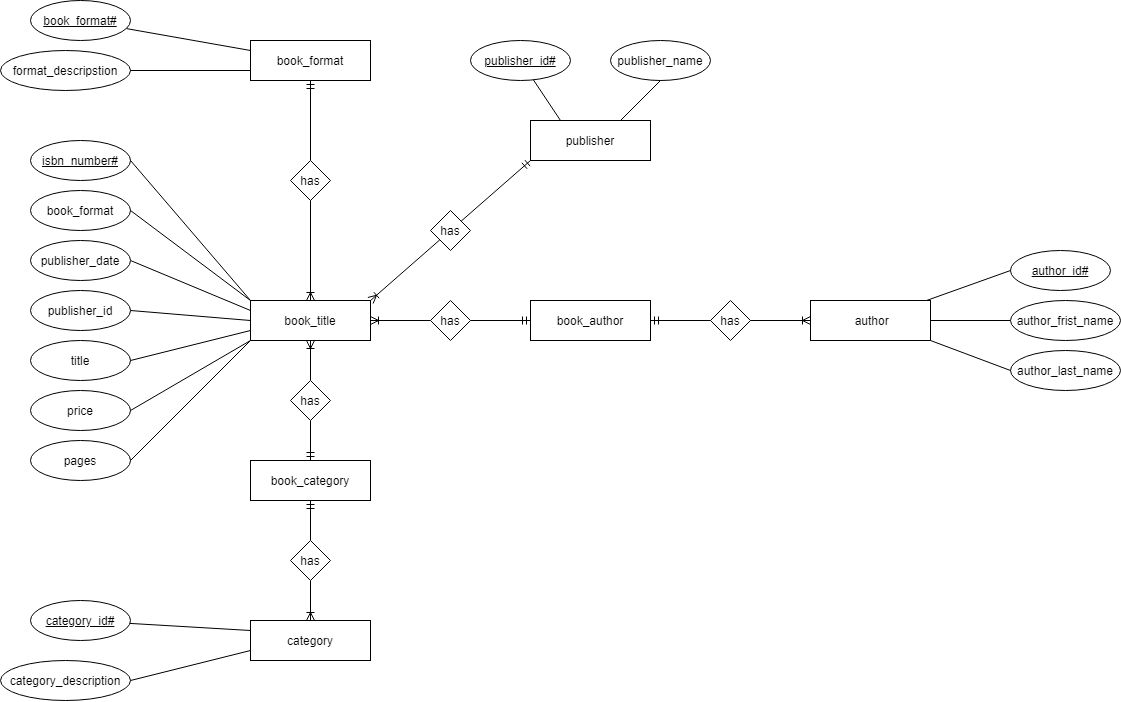 book_format#
book_format
format_descripstion
publisher_id#
publisher_name
publisher
isbn_number#
has
book_format
has
publisher_date
author_id#
publisher_id
book_title
has
book_author
has
author
author_frist_name
title
author_last_name
has
price
pages
book_category
has
category_id#
category
category_description